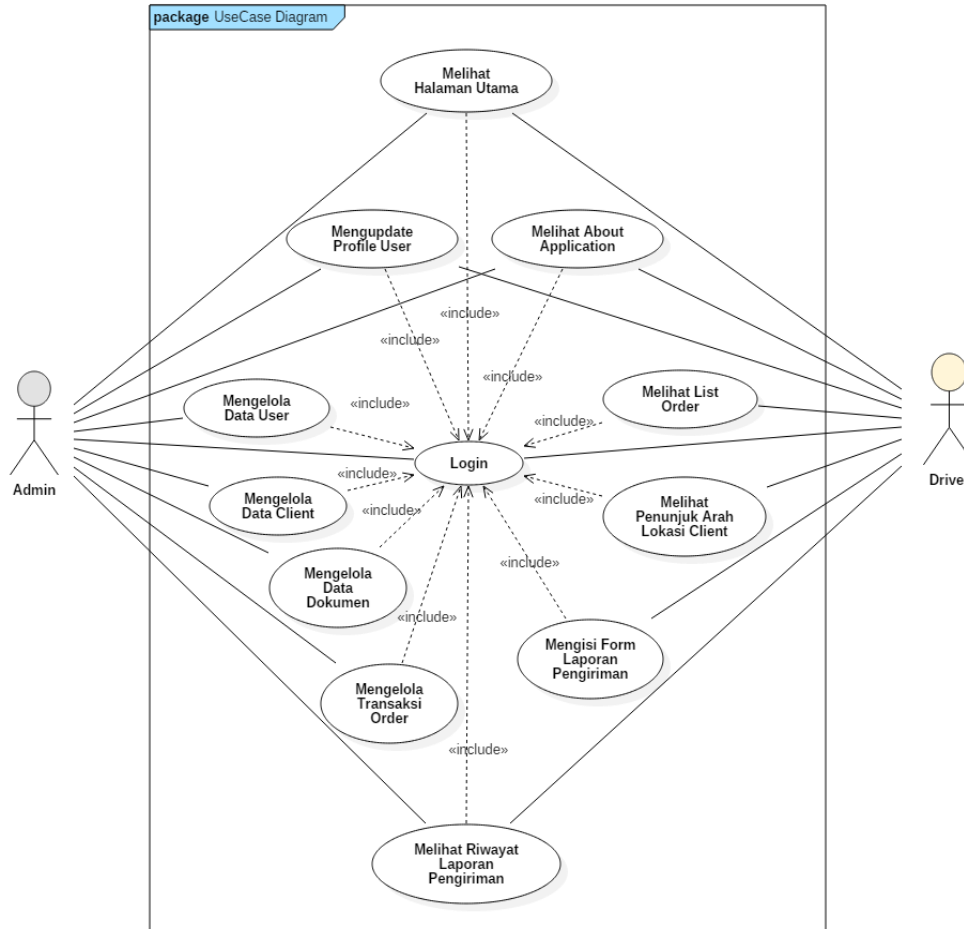 package UseCase Diagram
Melihat
Halaman Utama
Mengupdate
Profile User
Melihat About
Application
«include»
«include»
«include»
Mengelola
Data User
«include»
Melihat List
Order
«include»
Login
Admin
Drive
Mengelola
Data Client
«include»
«include»
Melihat
Penunjuk Arah
Lokasi Client
«include»
Mengelola
Data
Dokumen
«include»
«include»
Mengisi Form
Laporan
Pengiriman
Mengelola
Transaksi
Order
«include»
Melihat Riwayat
Laporan
Pengiriman